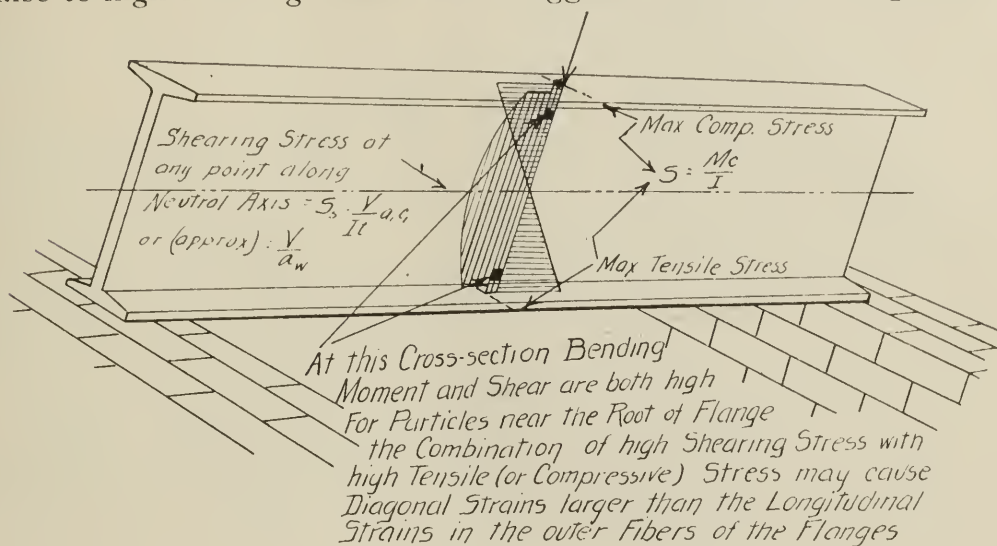 Shearing Stress at
any point along
Neutral Axis = Ss = V/It a₁c₁
or (approx) = V/aw
Max Comp. Stress
S = Mc/I
Max Tensile Stress
At this Cross-section Bending
Moment and Shear are both high
For Particles near the Root of Flange
the Combination of high Shearing Stress with
high Tensile (or Compressive) Stress may cause
Diagonal Strains larger than the Longitudinal
Strains in the outer Fibers of the Flanges